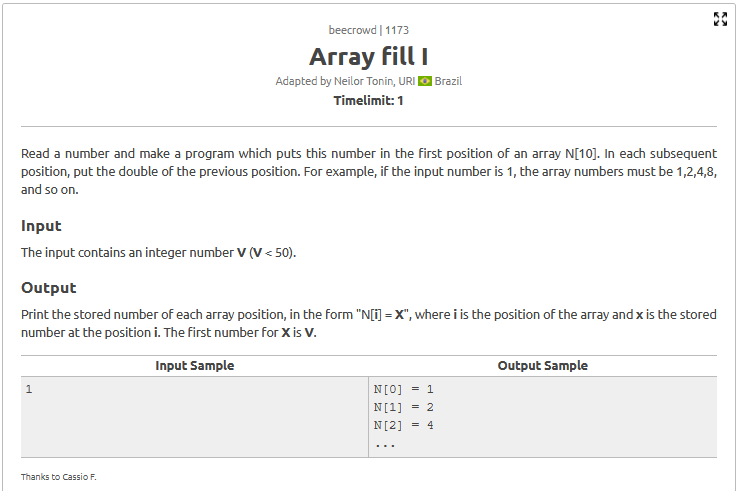 beecrowd | 1173
Array fill I
Adapted by Neilor Tonin, URI Brazil
Timelimit: 1
Read a number and make a program which puts this number in the first position of an array N[10]. In each subsequent
position, put the double of the previous position. For example, if the input number is 1, the array numbers must be 1,2,4,8,
and so on.
Input
The input contains an integer number V (V < 50).
Output
Print the stored number of each array position, in the form "N[i] = X", where i is the position of the array and x is the stored
number at the position i. The first number for X is V.
Input Sample Output Sample
1 N[0] = 1
N[1] = 2
N[2] = 4
...
Thanks to Cassio F.